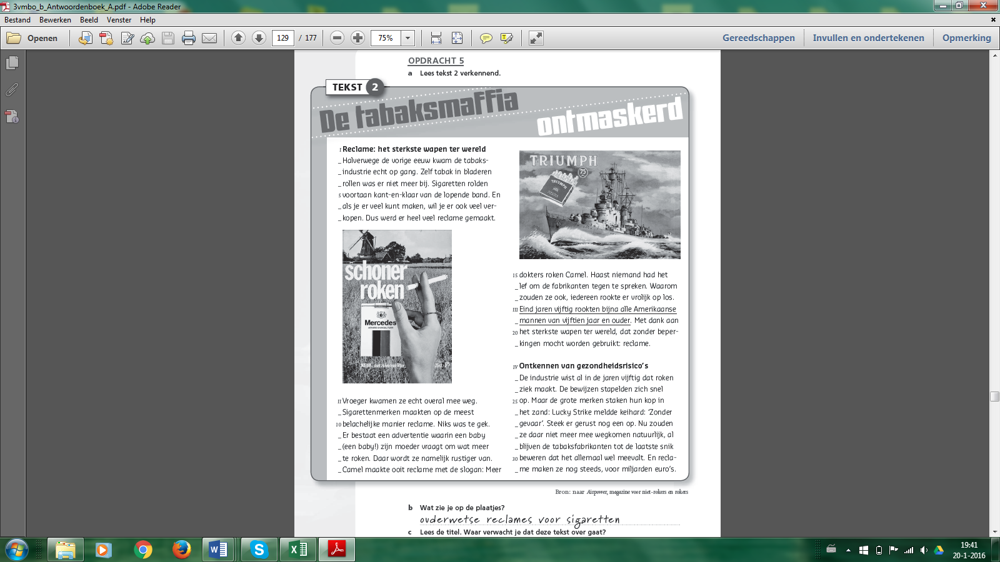 3vmbo_b_Antwoordenboek_A.pdf - Adobe Reader
Bestand Bewerken Beeld Venster Help
Openen 129 / 177 75% Gereedschappen Invullen en ondertekenen Opmerking
OPDRACHT 5
a Lees tekst 2 verkennend.
TEKST 2
De tabaksmaffia
ontmaskerd
I Reclame: het sterkste wapen ter wereld
_ Halverwege de vorige eeuw kwam de tabaks-
_ industrie echt op gang. Zelf tabak in bladeren
_ rollen was er niet meer bij. Sigaretten rolden
5 voortaan kant-en-klaar van de lopende band. En
_ als je er veel kunt maken, wil je er ook veel ver-
_ kopen. Dus werd er heel veel reclame gemaakt.
schoner
roken
Mercedes
II Vroeger kwamen ze echt overal mee weg.
_ Sigarettenmerken maakten op de meest
10 belachelijke manier reclame. Niks was te gek.
_ Er bestaat een advertentie waarin een baby
_ (een baby!) zijn moeder vraagt om wat meer
_ te roken. Daar wordt ze namelijk rustiger van.
_ Camel maakte ooit reclame met de slogan: Meer
TRIUMPH
75
TRIUMPH
15 dokters roken Camel. Haast niemand had het
_ lef om de fabrikanten tegen te spreken. Waarom
_ zouden ze ook, iedereen rookte er vrolijk op los.
III Eind jaren vijftig rookten bijna alle Amerikaanse
_ mannen van vijftien jaar en ouder. Met dank aan
20 het sterkste wapen ter wereld, dat zonder beper-
_ kingen mocht worden gebruikt: reclame.
IV Ontkennen van gezondheidsrisico's
_ De industrie wist al in de jaren vijftig dat roken
_ ziek maakt. De bewijzen stapelden zich snel
25 op. Maar de grote merken staken hun kop in
_ het zand: Lucky Strike meldde keihard: 'Zonder
_ gevaar'. Steek er gerust nog een op. Nu zouden
_ ze daar niet meer mee wegkomen natuurlijk, al
_ blijven de tabaksfabrikanten tot de laatste snik
30 beweren dat het allemaal wel meevalt. En recla-
_ me maken ze nog steeds, voor miljarden euro's.
Bron: naar Airpower, magazine voor niet-rokers en rokers
b Wat zie je op de plaatjes?
ouderwetse reclames voor sigaretten
c Lees de titel. Waar verwacht je dat deze tekst over gaat?
19:41
20-1-2016